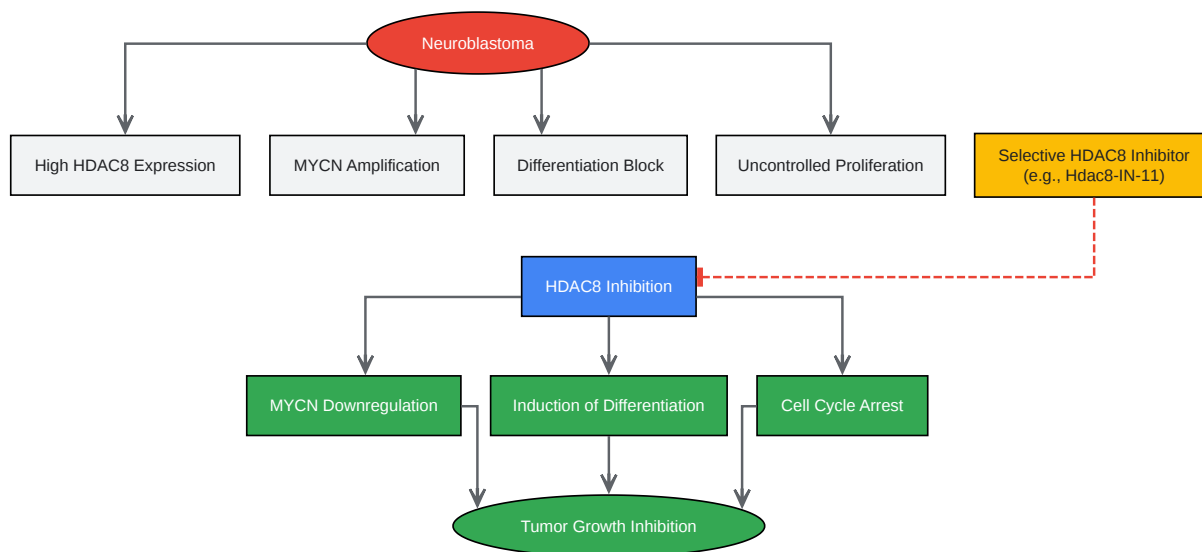 Neuroblastoma
High HDAC8 Expression
MYCN Amplification
Differentiation Block
Uncontrolled Proliferation
Selective HDAC8 Inhibitor
(e.g., Hdac8-IN-11)
HDAC8 Inhibition
MYCN Downregulation
Induction of Differentiation
Cell Cycle Arrest
Tumor Growth Inhibition